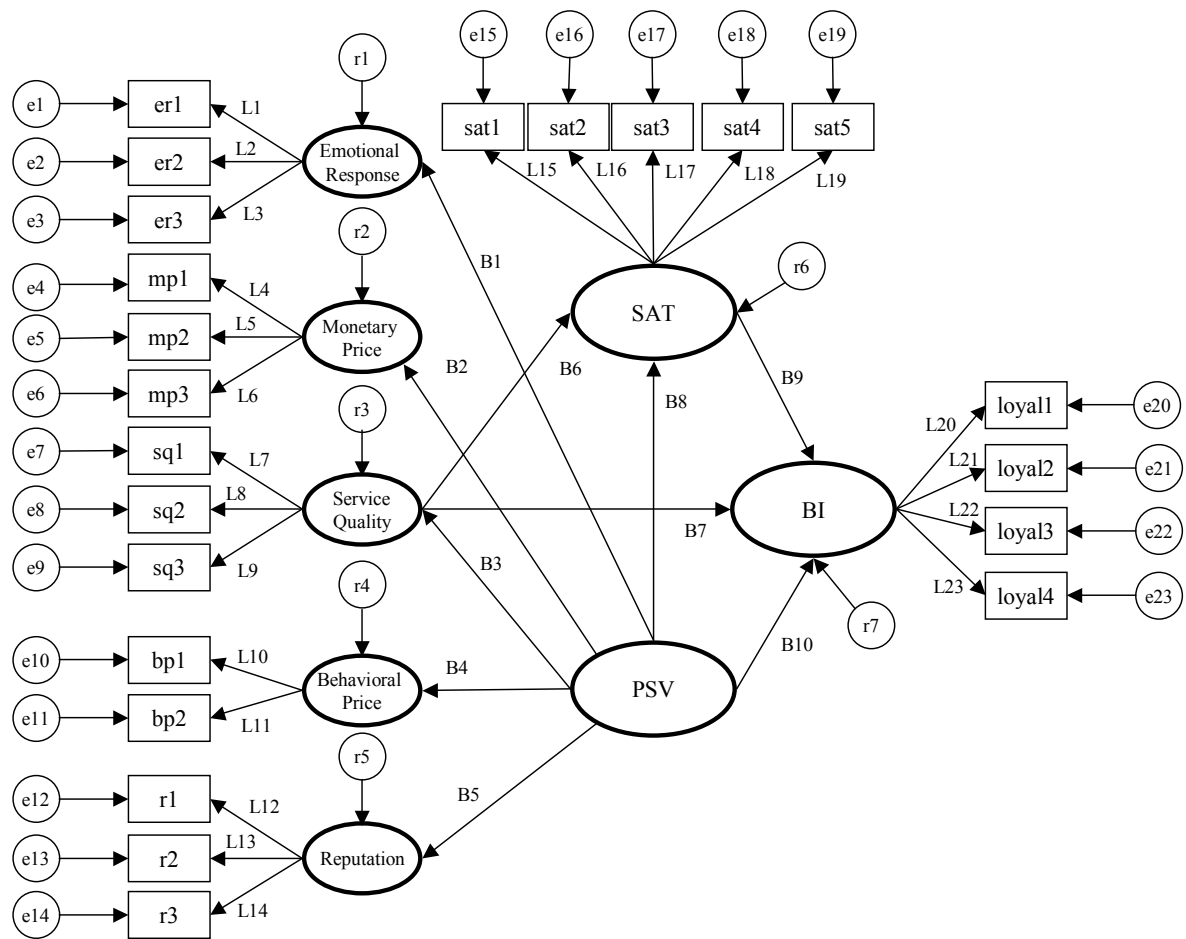 e15
e16
e17
e18
e19
r1
e1
er1
L1
sat1
sat2
sat3
sat4
sat5
e2
er2
L2
Emotional
Response
L15
L16
L17
L18
L19
e3
er3
L3
r2
B1
r6
e4
mp1
L4
SAT
e5
mp2
L5
Monetary
Price
B2
B6
B9
e6
mp3
L6
r3
B8
L20
loyal1
e20
e7
sq1
L7
L21
loyal2
e21
e8
sq2
L8
Service
Quality
B7
BI
L22
loyal3
e22
e9
sq3
L9
B3
L23
loyal4
e23
r4
r7
e10
bp1
L10
B4
B10
Behavioral
Price
PSV
e11
bp2
L11
r5
e12
r1
L12
B5
e13
r2
L13
Reputation
e14
r3
L14